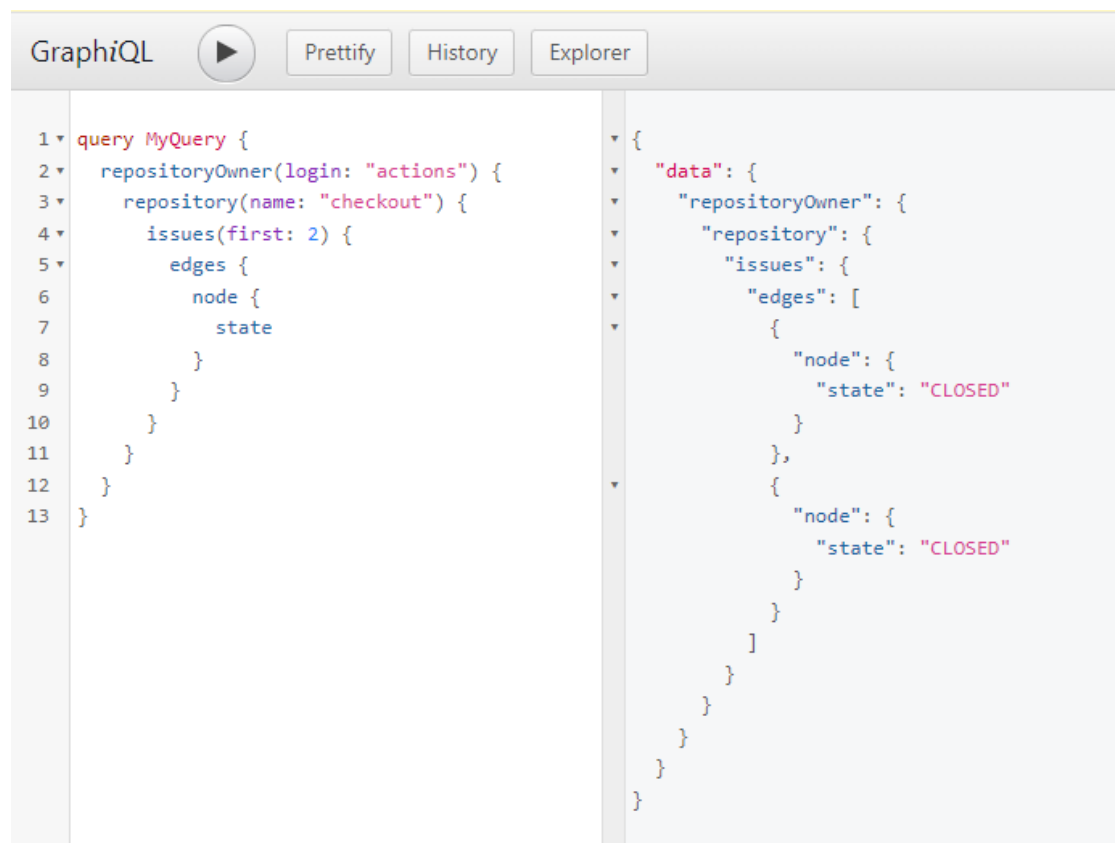 GraphiQL Prettify History Explorer
1 query MyQuery {
2 repositoryOwner(login: "actions") {
3 repository(name: "checkout") {
4 issues(first: 2) {
5 edges {
6 node {
7 state
8 }
9 }
10 }
11 }
12 }
13 }
{
"data": {
"repositoryOwner": {
"repository": {
"issues": {
"edges": [
{
"node": {
"state": "CLOSED"
}
},
{
"node": {
"state": "CLOSED"
}
}
]
}
}
}
}
}